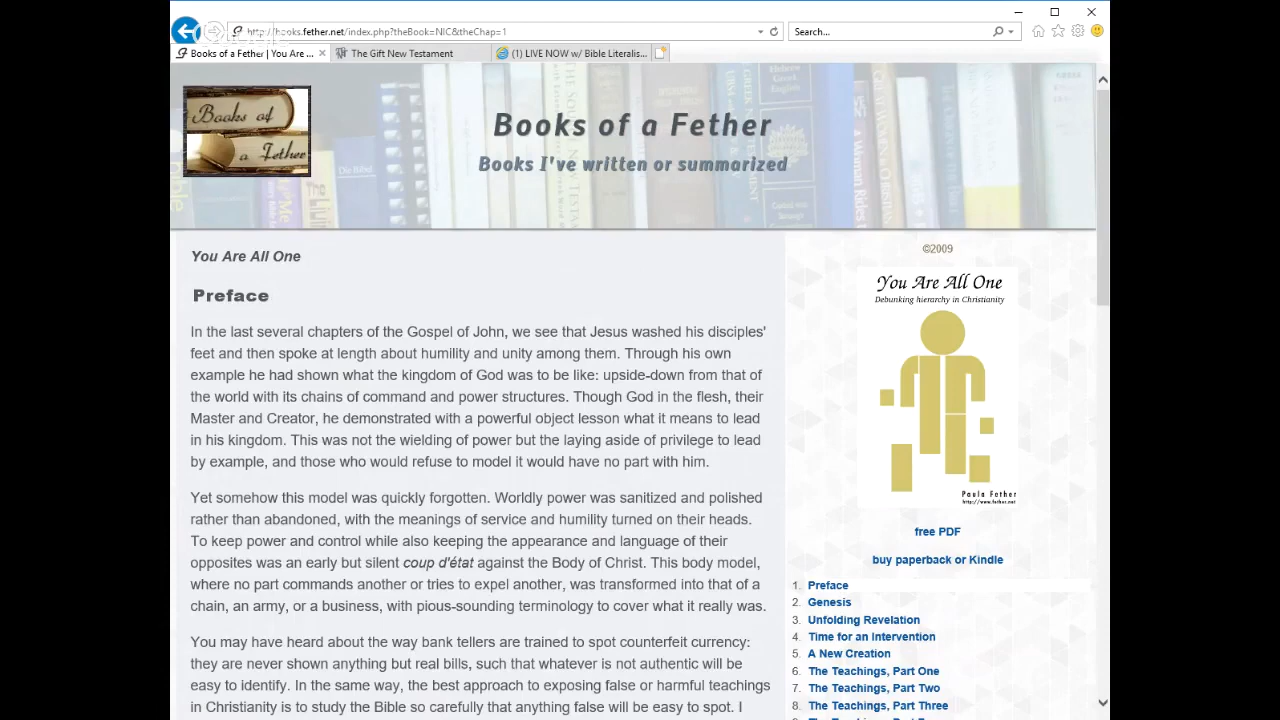 http://books.fether.net/index.php?theBook=NIC&theChap=1
Search...
Books of a Fether | You Are ...
The Gift New Testament
(1) LIVE NOW w/ Bible Literalis...
Books of
a Fether
Books of a Fether
Books I've written or summarized
You Are All One
Preface
In the last several chapters of the Gospel of John, we see that Jesus washed his disciples'
feet and then spoke at length about humility and unity among them. Through his own
example he had shown what the kingdom of God was to be like: upside-down from that of
the world with its chains of command and power structures. Though God in the flesh, their
Master and Creator, he demonstrated with a powerful object lesson what it means to lead
in his kingdom. This was not the wielding of power but the laying aside of privilege to lead
by example, and those who would refuse to model it would have no part with him.
Yet somehow this model was quickly forgotten. Worldly power was sanitized and polished
rather than abandoned, with the meanings of service and humility turned on their heads.
To keep power and control while also keeping the appearance and language of their
opposites was an early but silent coup d'état against the Body of Christ. This body model,
where no part commands another or tries to expel another, was transformed into that of a
chain, an army, or a business, with pious-sounding terminology to cover what it really was.
You may have heard about the way bank tellers are trained to spot counterfeit currency:
they are never shown anything but real bills, such that whatever is not authentic will be
easy to identify. In the same way, the best approach to exposing false or harmful teachings
in Christianity is to study the Bible so carefully that anything false will be easy to spot. I
©2009
You Are All One
Debunking hierarchy in Christianity
Paula Fether
http://www.fether.net
free PDF
buy paperback or Kindle
1. Preface
2. Genesis
3. Unfolding Revelation
4. Time for an Intervention
5. A New Creation
6. The Teachings, Part One
7. The Teachings, Part Two
8. The Teachings, Part Three